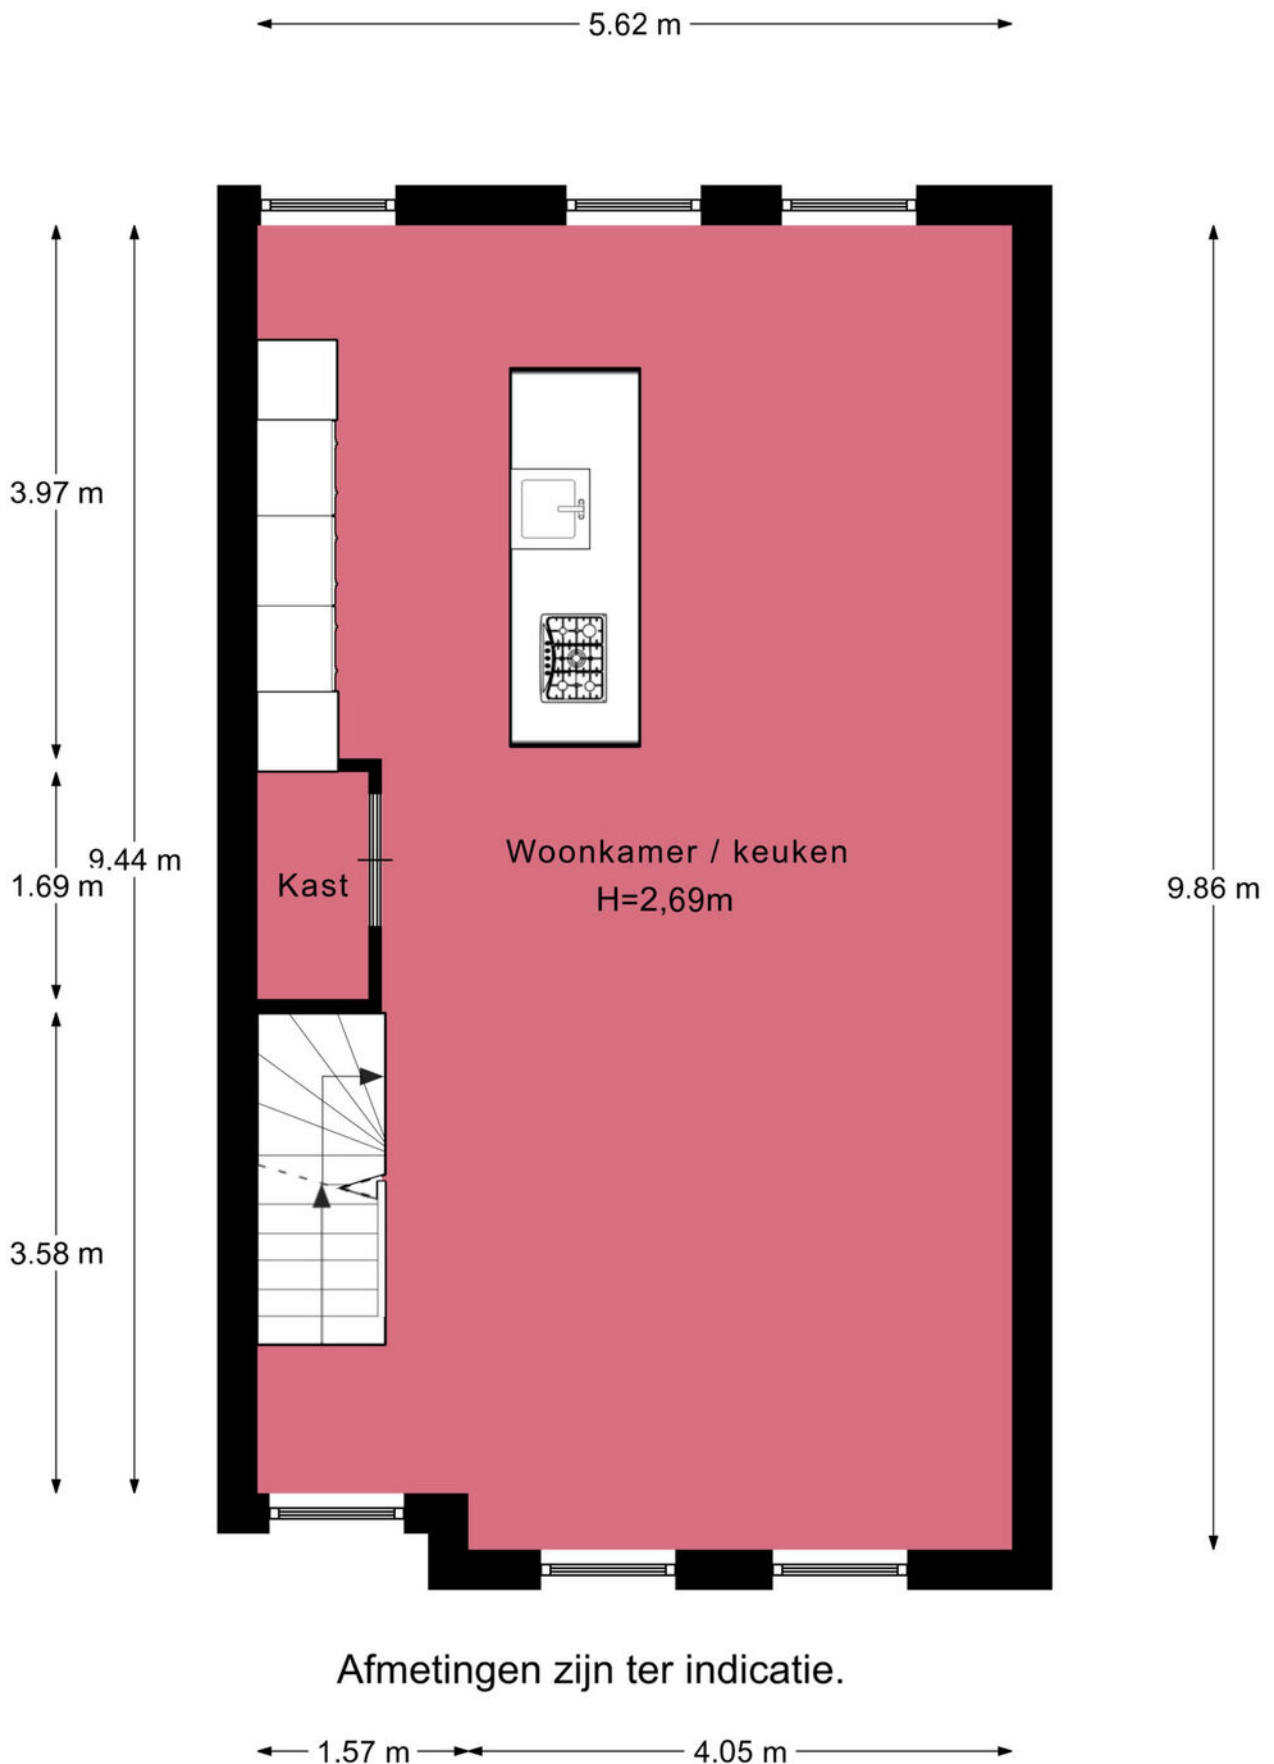 5.62 m
3.97 m
9.44 m
1.69 m
Kast
Woonkamer / keuken
H=2,69m
9.86 m
3.58 m
Afmetingen zijn ter indicatie.
1.57 m
4.05 m